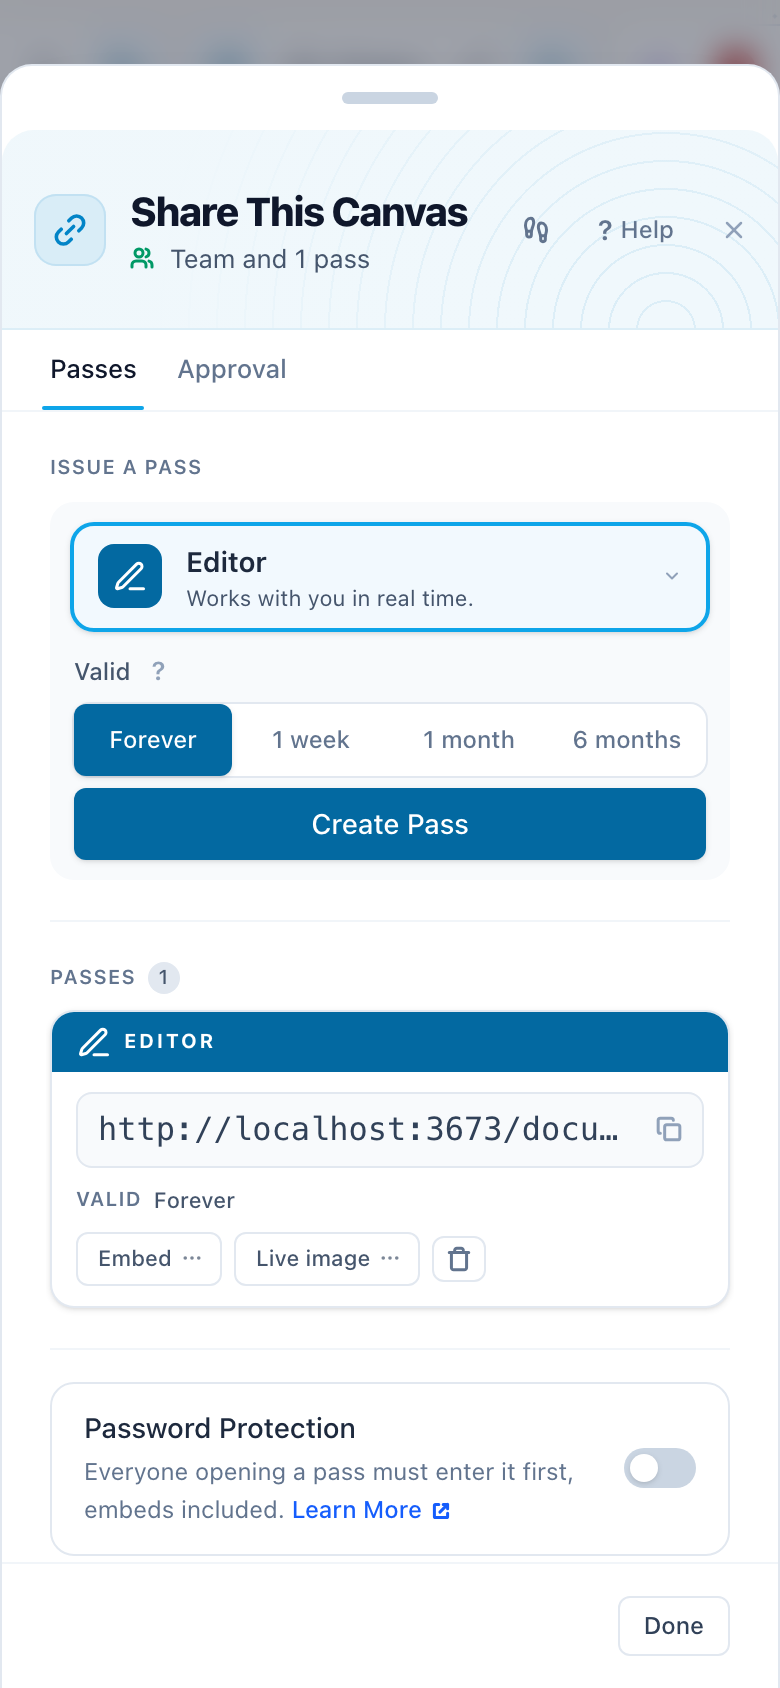 Share This Canvas
Team and 1 pass
? Help
Passes
Approval
ISSUE A PASS
Editor
Works with you in real time.
Valid ?
Forever
1 week
1 month
6 months
Create Pass
PASSES 1
EDITOR
http://localhost:3673/docu…
VALID Forever
Embed ···
Live image ···
Password Protection
Everyone opening a pass must enter it first,
embeds included. Learn More
Done